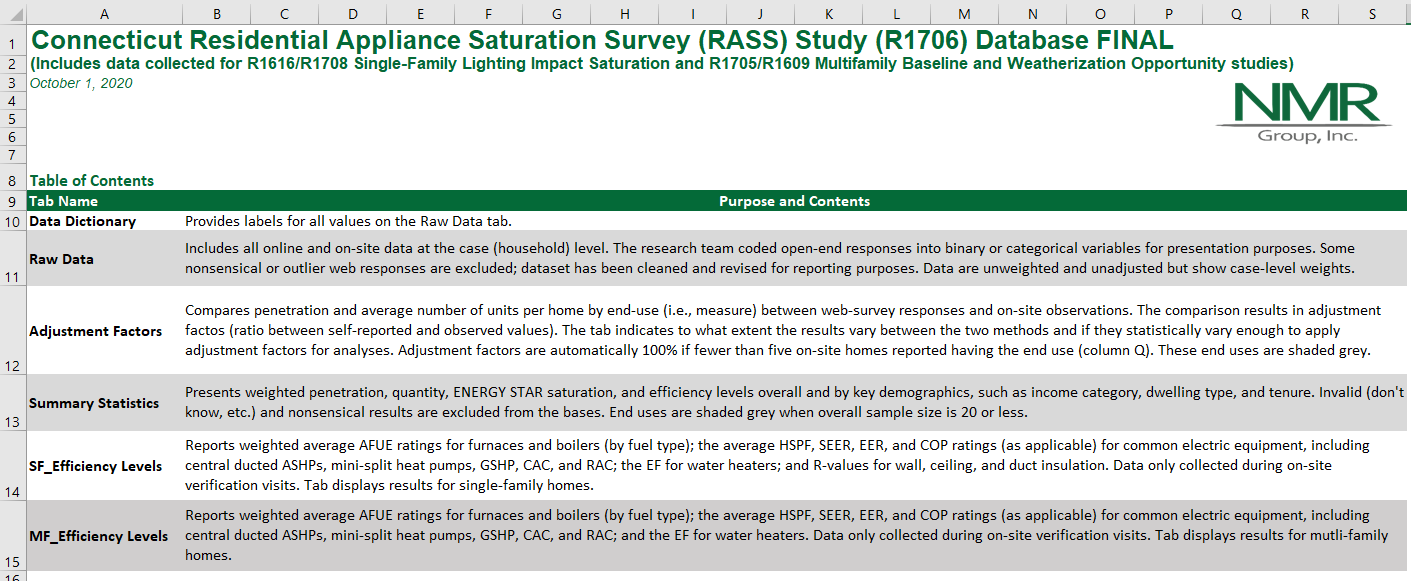 A B C D E F G H I J K L M N O P Q R S
1 Connecticut Residential Appliance Saturation Survey (RASS) Study (R1706) Database FINAL
2 (Includes data collected for R1616/R1708 Single-Family Lighting Impact Saturation and R1705/R1609 Multifamily Baseline and Weatherization Opportunity studies)
3 October 1, 2020
4
5
6
7
NMR
Group, Inc.
8 Table of Contents
9 Tab Name Purpose and Contents
10 Data Dictionary Provides labels for all values on the Raw Data tab.
11 Raw Data Includes all online and on-site data at the case (household) level. The research team coded open-end responses into binary or categorical variables for presentation purposes. Some
nonsensical or outlier web responses are excluded; dataset has been cleaned and revised for reporting purposes. Data are unweighted and unadjusted but show case-level weights.
12 Adjustment Factors Compares penetration and average number of units per home by end-use (i.e., measure) between web-survey responses and on-site observations. The comparison results in adjustment
factos (ratio between self-reported and observed values). The tab indicates to what extent the results vary between the two methods and if they statistically vary enough to apply
adjustment factors for analyses. Adjustment factors are automatically 100% if fewer than five on-site homes reported having the end use (column Q). These end uses are shaded grey.
13 Summary Statistics Presents weighted penetration, quantity, ENERGY STAR saturation, and efficiency levels overall and by key demographics, such as income category, dwelling type, and tenure. Invalid (don't
know, etc.) and nonsensical results are excluded from the bases. End uses are shaded grey when overall sample size is 20 or less.
14 SF_Efficiency Levels Reports weighted average AFUE ratings for furnaces and boilers (by fuel type); the average HSPF, SEER, EER, and COP ratings (as applicable) for common electric equipment, including
central ducted ASHPs, mini-split heat pumps, GSHP, CAC, and RAC; the EF for water heaters; and R-values for wall, ceiling, and duct insulation. Data only collected during on-site
verification visits. Tab displays results for single-family homes.
15 MF_Efficiency Levels Reports weighted average AFUE ratings for furnaces and boilers (by fuel type); the average HSPF, SEER, EER, and COP ratings (as applicable) for common electric equipment, including
central ducted ASHPs, mini-split heat pumps, GSHP, CAC, and RAC; and the EF for water heaters. Data only collected during on-site verification visits. Tab displays results for mutli-family
homes.
16